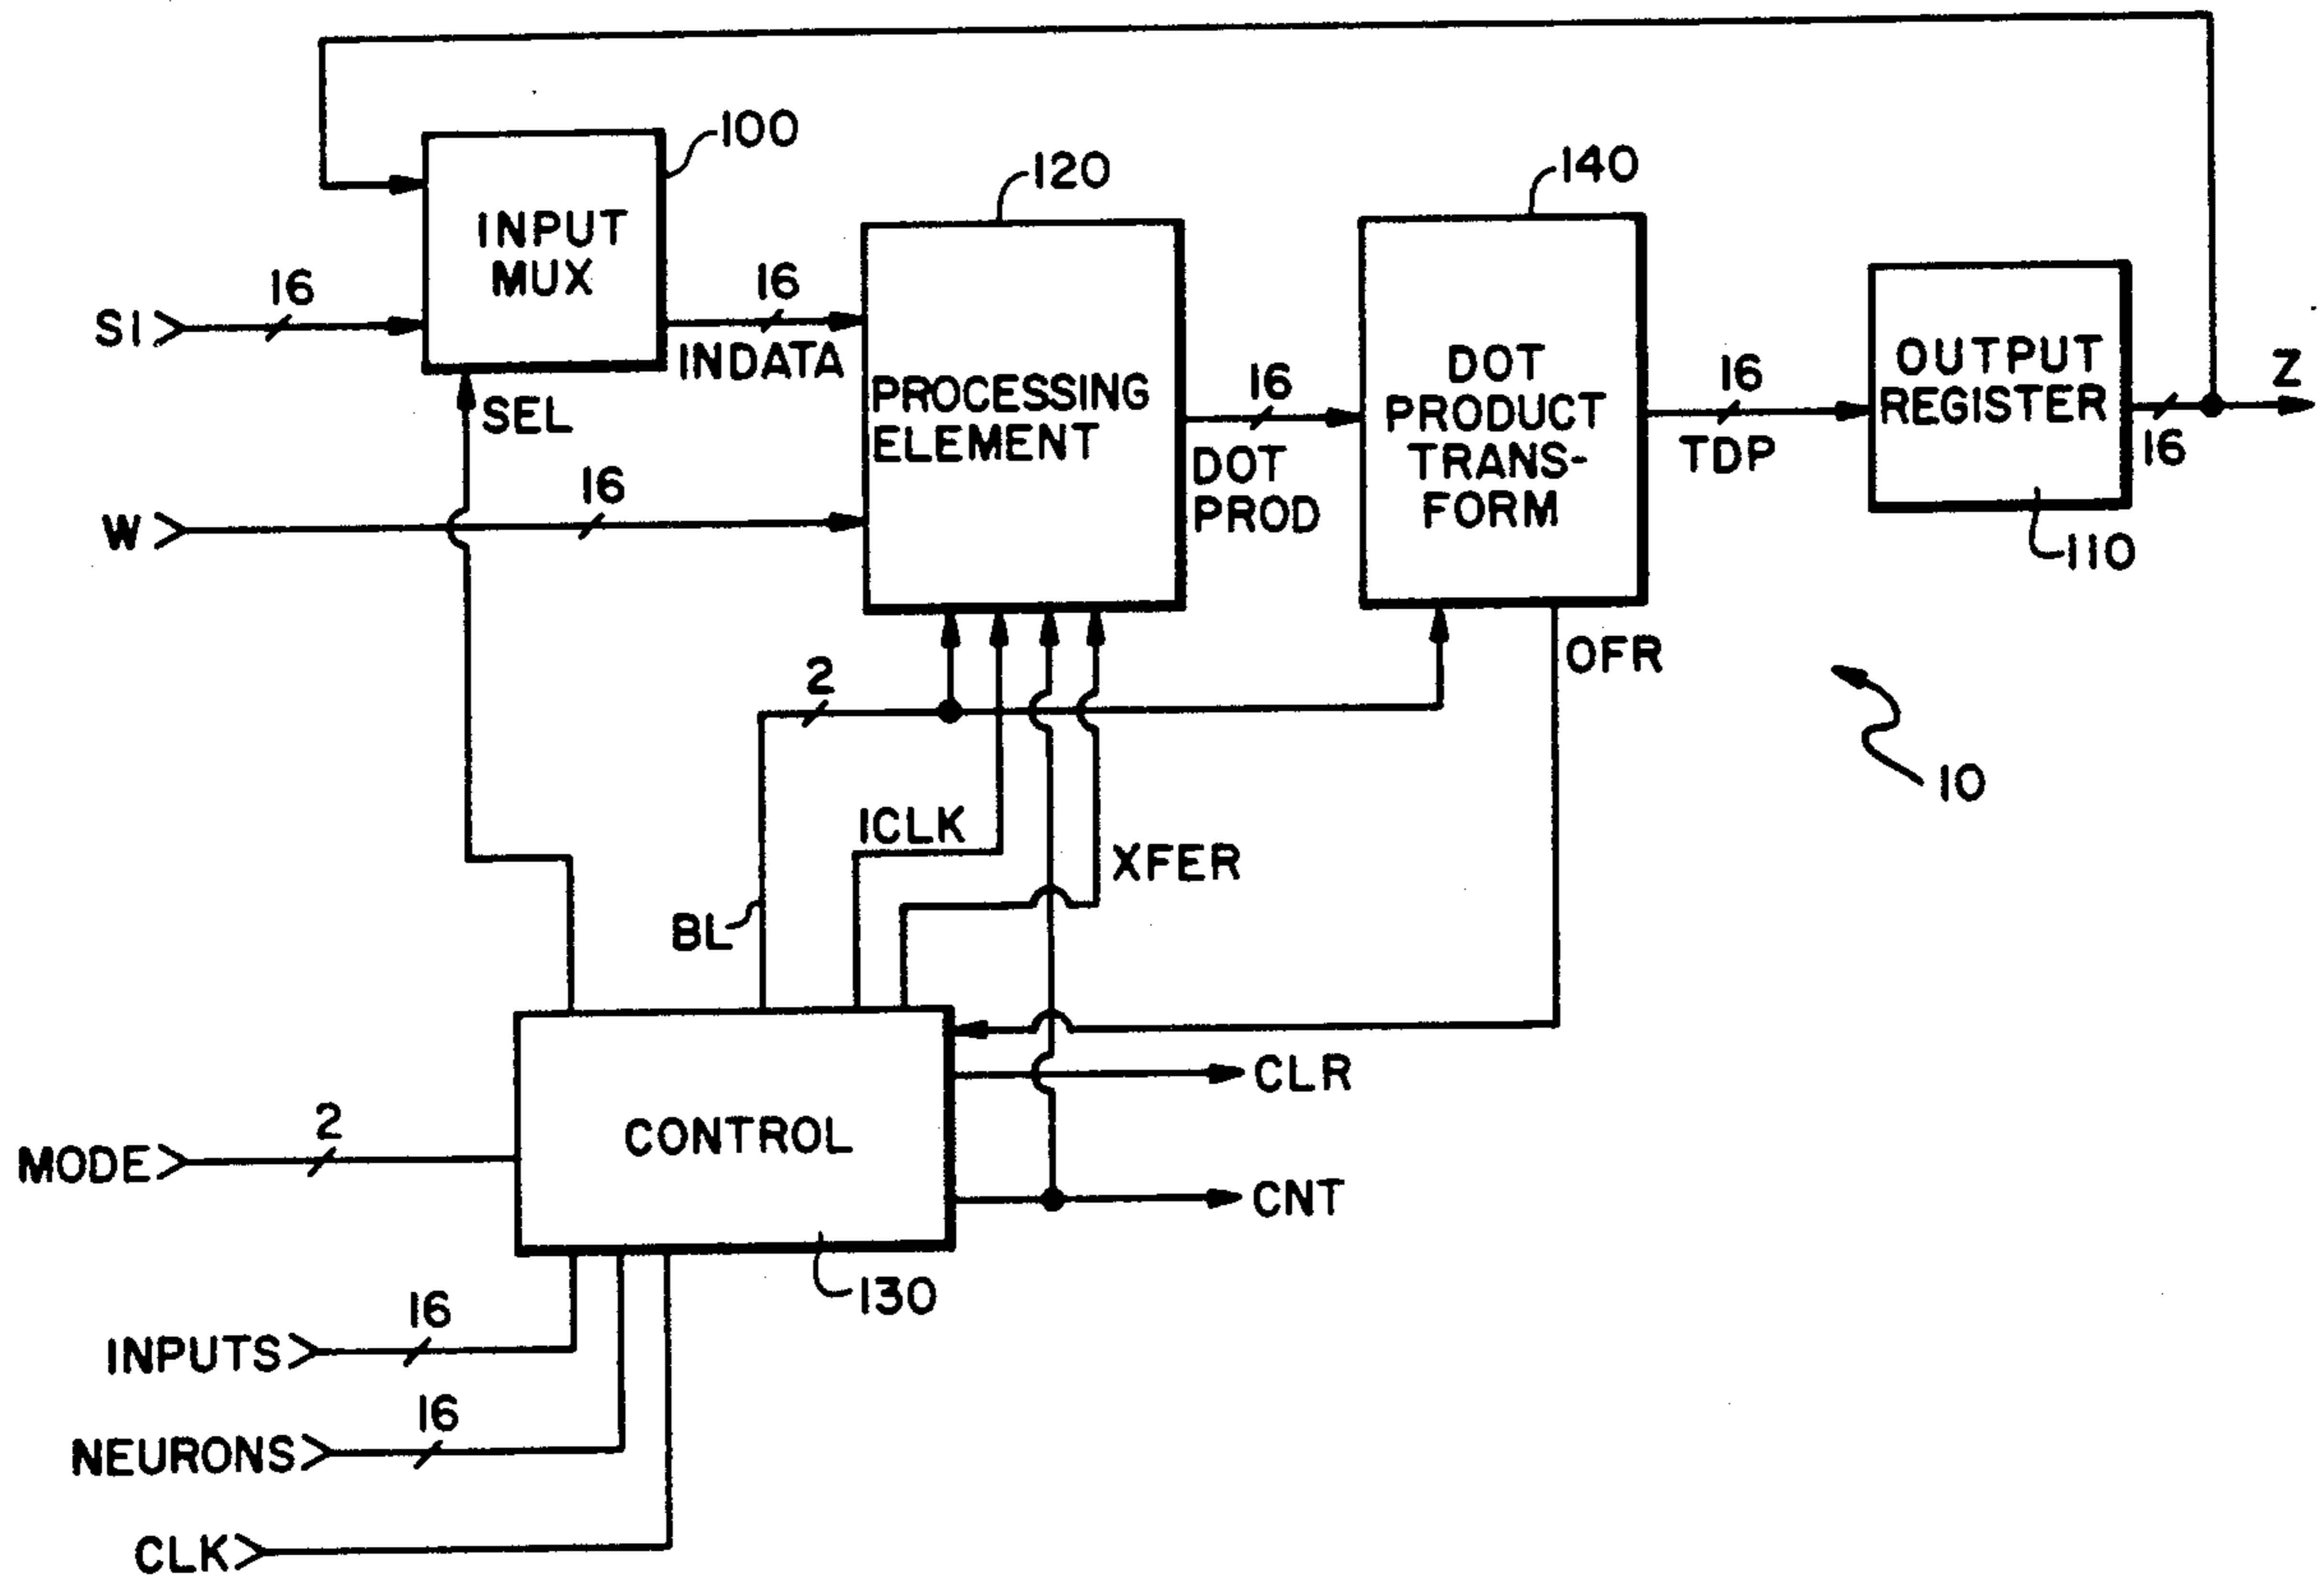 100
120
140
INPUT
MUX
16
16
SI
INDATA
SEL
PROCESSING
ELEMENT
16
DOT
PROD
DOT
PRODUCT
TRANS-
FORM
16
TDP
OUTPUT
REGISTER
Z
16
110
16
W
2
OFR
10
ICLK
XFER
BL
CLR
CONTROL
2
MODE
CNT
130
16
INPUTS
16
NEURONS
CLK